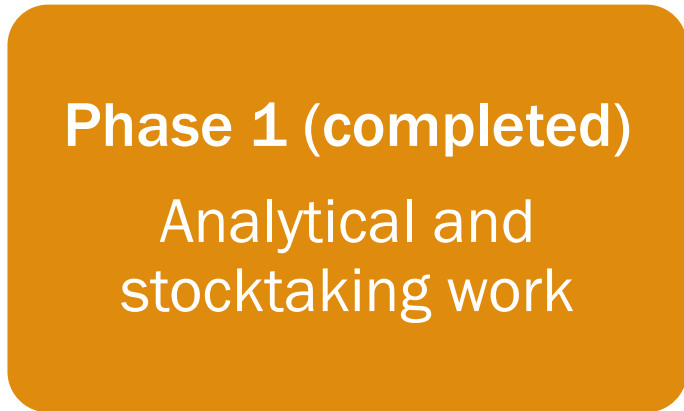 Phase 1 (completed)
Analytical and
stocktaking work